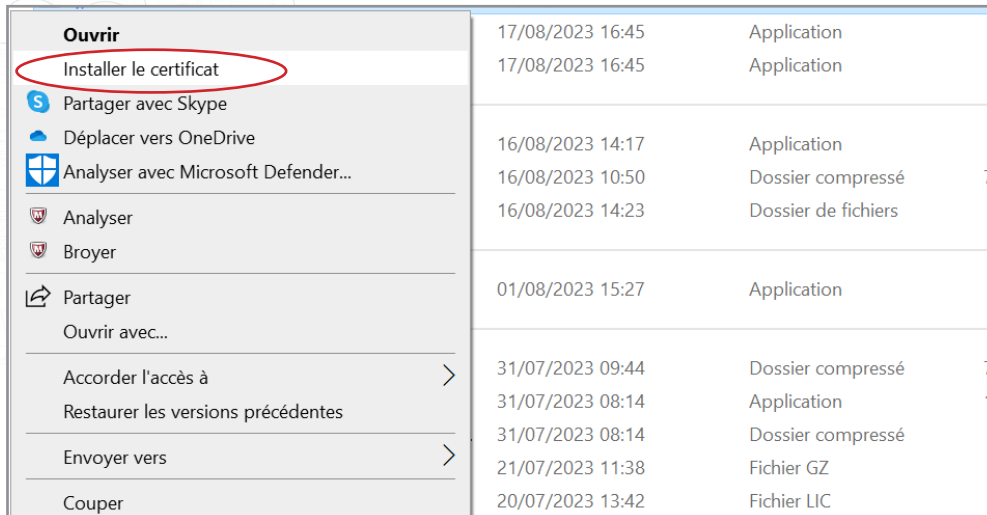 Ouvrir
Installer le certificat
Partager avec Skype
Déplacer vers OneDrive
Analyser avec Microsoft Defender...
Analyser
Broyer
Partager
Ouvrir avec...
Accorder l'accès à
Restaurer les versions précédentes
Envoyer vers
Couper
17/08/2023 16:45 Application
17/08/2023 16:45 Application
16/08/2023 14:17 Application
16/08/2023 10:50 Dossier compressé
16/08/2023 14:23 Dossier de fichiers
01/08/2023 15:27 Application
31/07/2023 09:44 Dossier compressé
31/07/2023 08:14 Application
31/07/2023 08:14 Dossier compressé
21/07/2023 11:38 Fichier GZ
20/07/2023 13:42 Fichier LIC